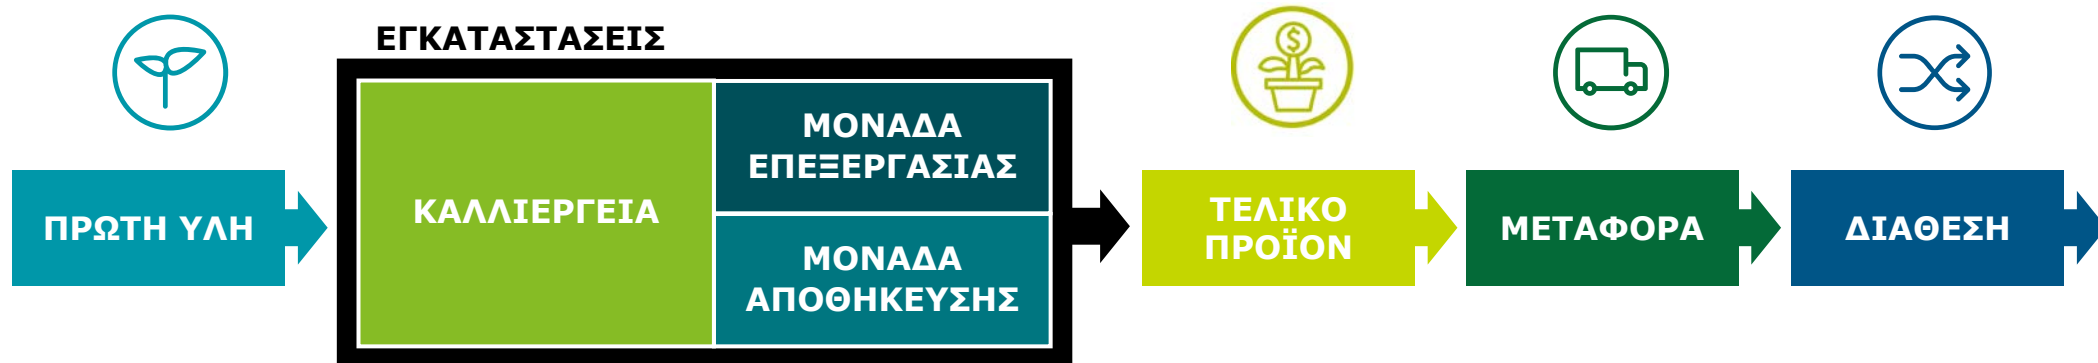 ΕΓΚΑΤΑΣΤΑΣΕΙΣ
ΠΡΩΤΗ ΥΛΗ
ΚΑΛΛΙΕΡΓΕΙΑ
ΜΟΝΑΔΑ
ΕΠΕΞΕΡΓΑΣΙΑΣ
ΜΟΝΑΔΑ
ΑΠΟΘΗΚΕΥΣΗΣ
$
ΤΕΛΙΚΟ
ΠΡΟΪΟΝ
ΜΕΤΑΦΟΡΑ
ΔΙΑΘΕΣΗ